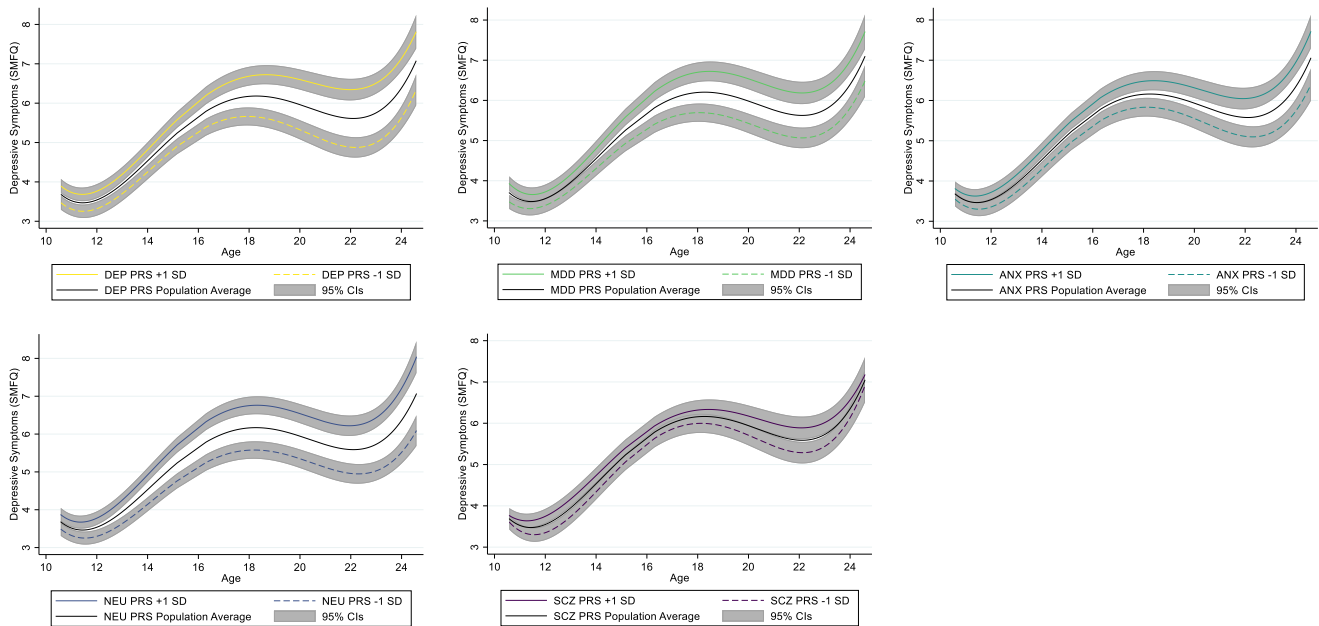 Depressive Symptoms (SMFQ)
8
7
6
5
4
3
10 12 14 16 18 20 22 24
Age
DEP PRS +1 SD DEP PRS -1 SD
DEP PRS Population Average 95% CIs
Depressive Symptoms (SMFQ)
8
7
6
5
4
3
10 12 14 16 18 20 22 24
Age
MDD PRS +1 SD MDD PRS -1 SD
MDD PRS Population Average 95% CIs
Depressive Symptoms (SMFQ)
8
7
6
5
4
3
10 12 14 16 18 20 22 24
Age
ANX PRS +1 SD ANX PRS -1 SD
ANX PRS Population Average 95% CIs
Depressive Symptoms (SMFQ)
8
7
6
5
4
3
10 12 14 16 18 20 22 24
Age
NEU PRS +1 SD NEU PRS -1 SD
NEU PRS Population Average 95% CIs
Depressive Symptoms (SMFQ)
8
7
6
5
4
3
10 12 14 16 18 20 22 24
Age
SCZ PRS +1 SD SCZ PRS -1 SD
SCZ PRS Population Average 95% CIs